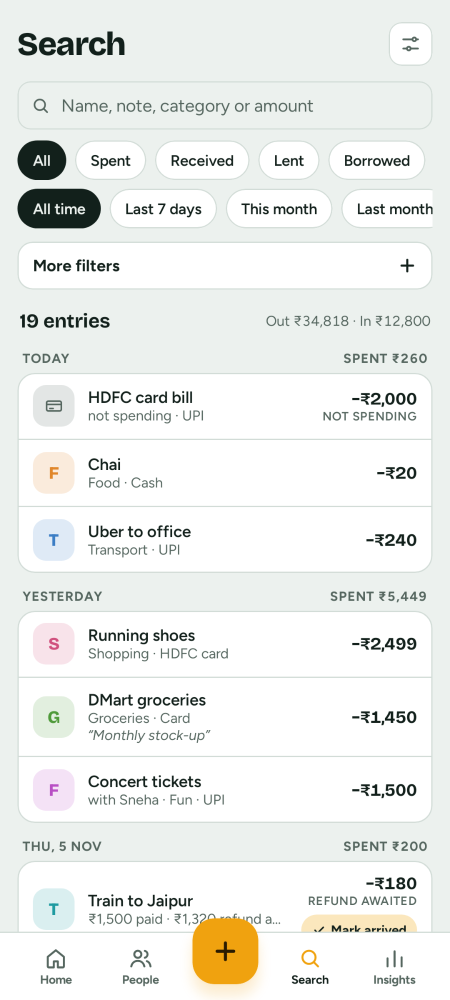 Search
Name, note, category or amount
All Spent Received Lent Borrowed
All time Last 7 days This month Last month
More filters
19 entries Out ₹34,818 · In ₹12,800
TODAY SPENT ₹260
HDFC card bill −₹2,000
not spending · UPI NOT SPENDING
F Chai −₹20
Food · Cash
T Uber to office −₹240
Transport · UPI
YESTERDAY SPENT ₹5,449
S Running shoes −₹2,499
Shopping · HDFC card
G DMart groceries −₹1,450
Groceries · Card
“Monthly stock-up”
F Concert tickets −₹1,500
with Sneha · Fun · UPI
THU, 5 NOV SPENT ₹200
T Train to Jaipur −₹180
REFUND AWAITED
₹1,500 paid · ₹1,320 refund a...
Mark arrived
Home People Search Insights